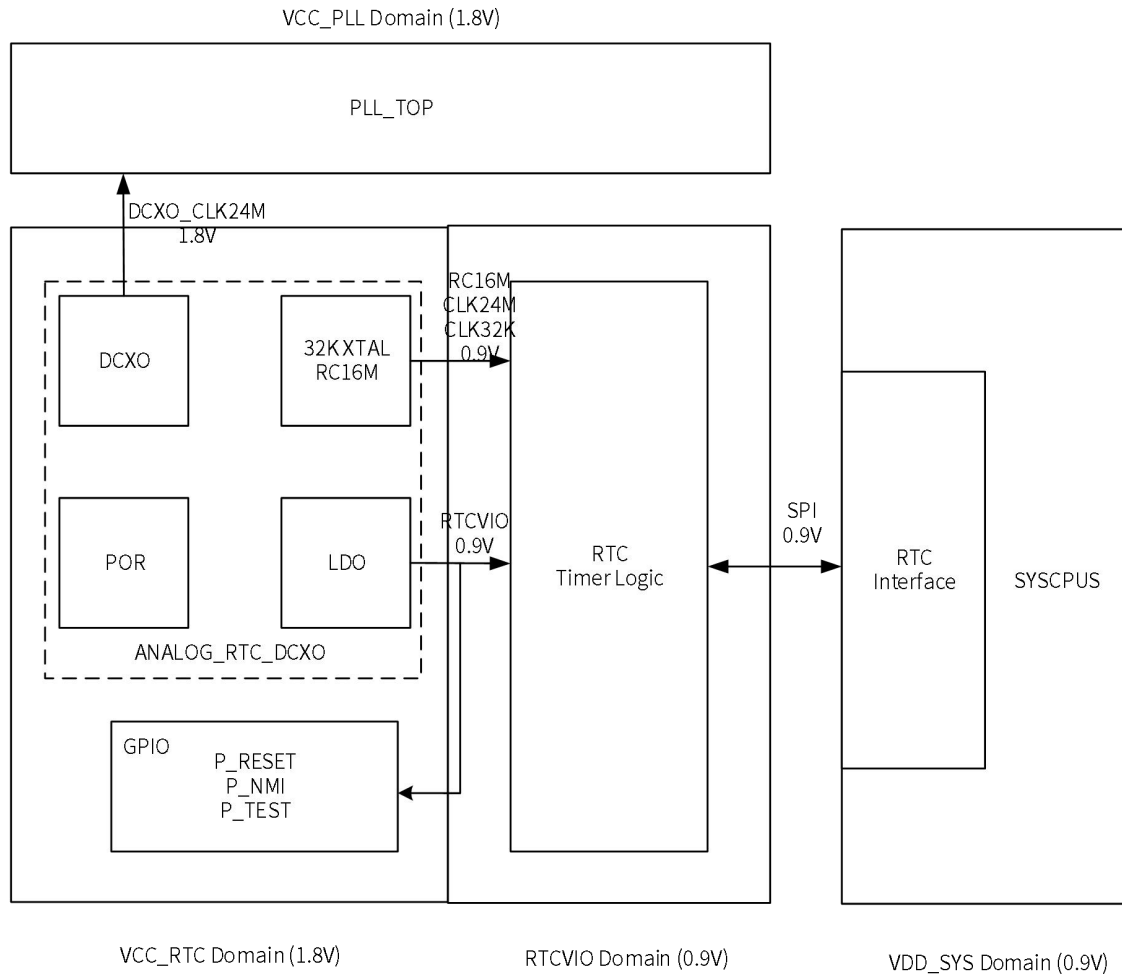 VCC_PLL Domain (1.8V)
PLL_TOP
DCXO_CLK24M
1.8V
RC16M
CLK24M
CLK32K
0.9V
DCXO
32KXTAL
RC16M
POR
LDO
RTCVIO
0.9V
RTC
Timer Logic
SPI
0.9V
RTC
Interface
SYSCPUS
ANALOG_RTC_DCXO
GPIO
P_RESET
P_NMI
P_TEST
VCC_RTC Domain (1.8V)
RTCVIO Domain (0.9V)
VDD_SYS Domain (0.9V)